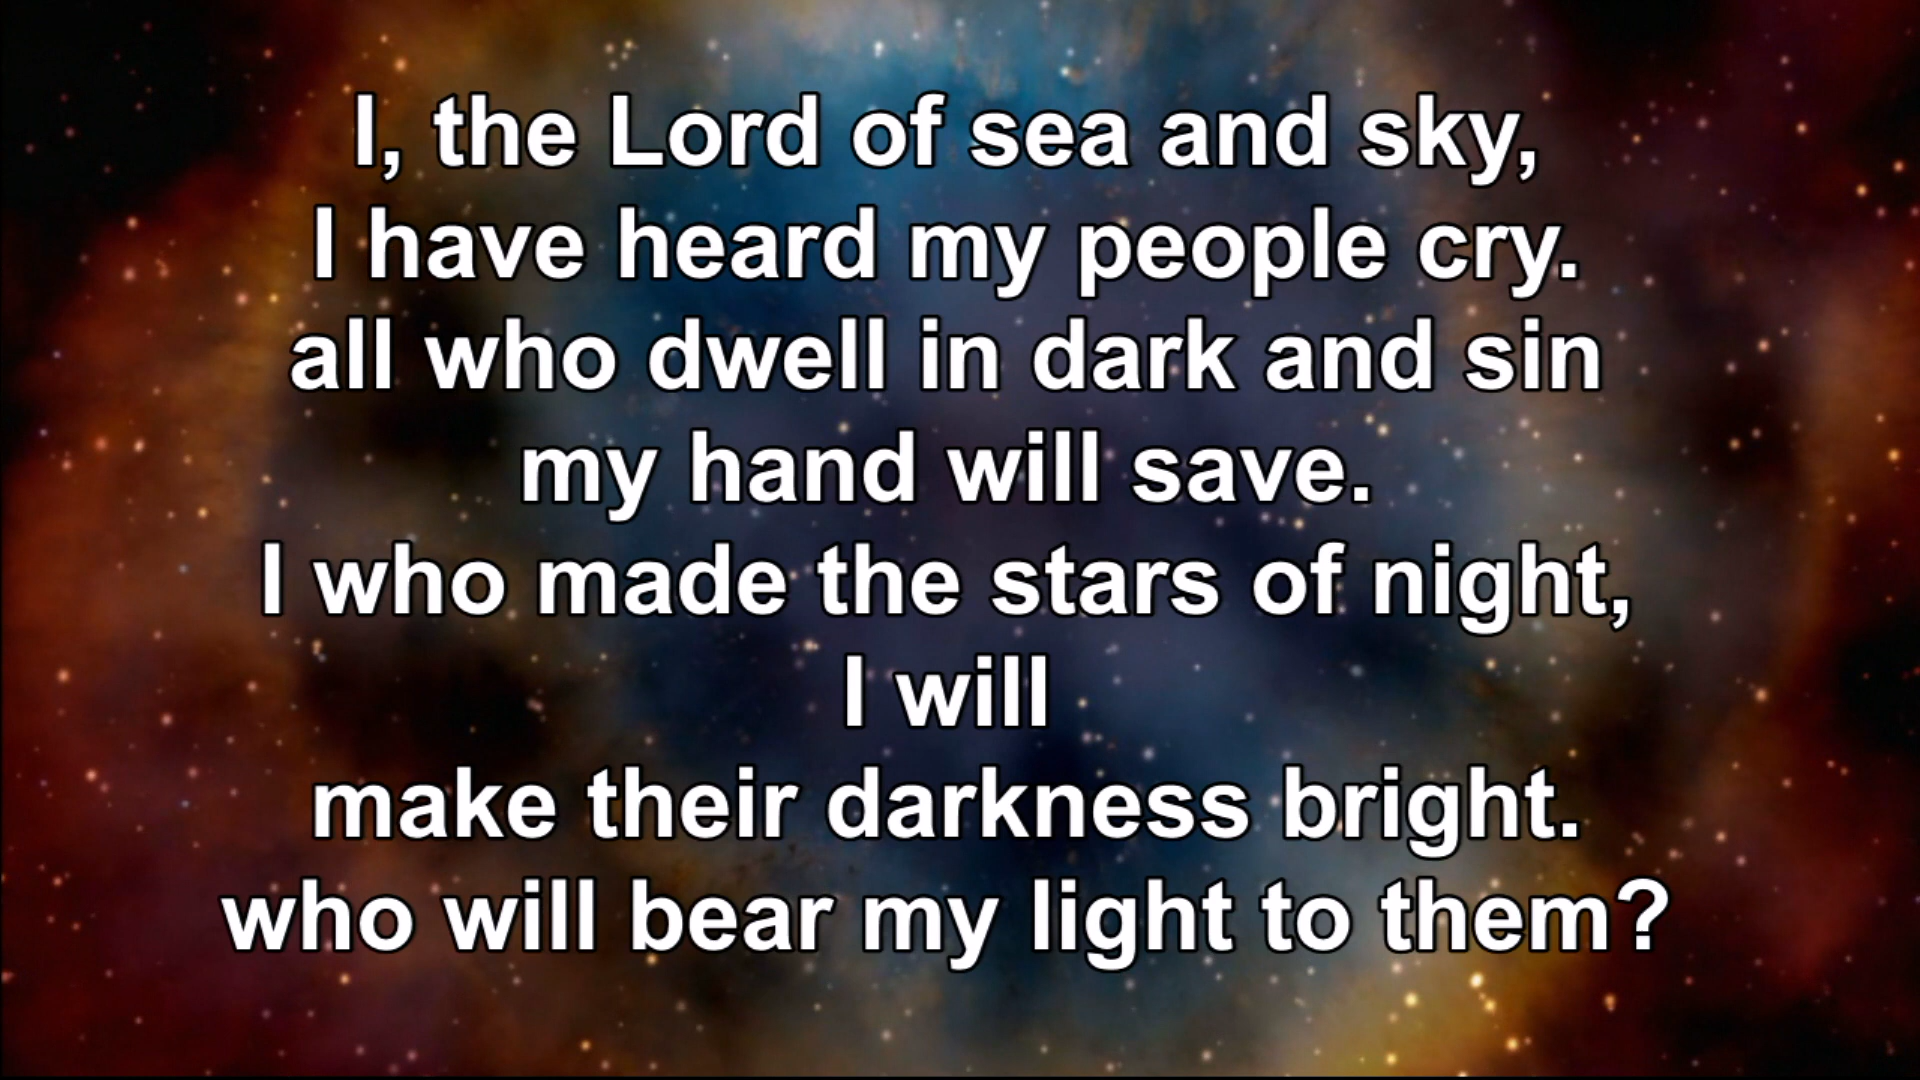 I, the Lord of sea and sky,
I have heard my people cry.
all who dwell in dark and sin
my hand will save.
I who made the stars of night,
I will
make their darkness bright.
who will bear my light to them?